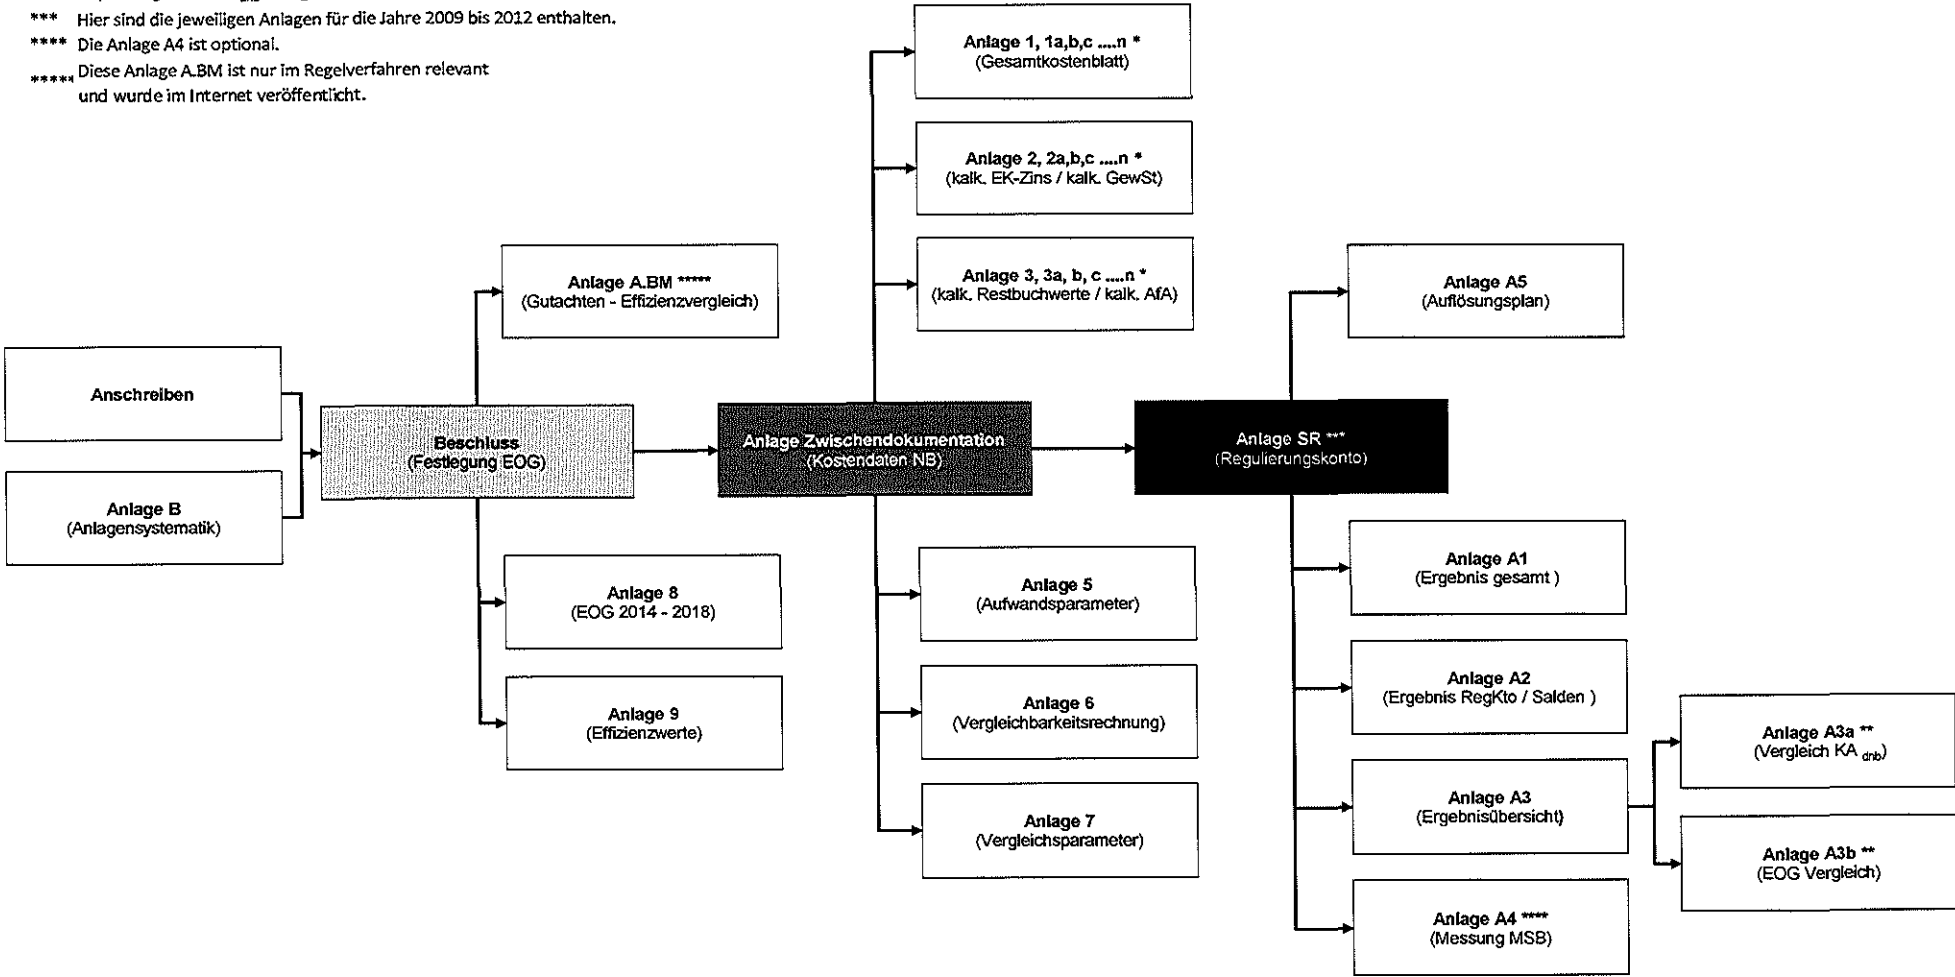 *** Hier sind die jeweiligen Anlagen für die Jahre 2009 bis 2012 enthalten.
**** Die Anlage A4 ist optional.
***** Diese Anlage A.BM ist nur im Regelverfahren relevant
und wurde im Internet veröffentlicht.
Anlage 1, 1a,b,c ....n *
(Gesamtkostenblatt)
Anlage 2, 2a,b,c ....n *
(kalk. EK-Zins / kalk. GewSt)
Anlage 3, 3a, b, c ....n *
(kalk. Restbuchwerte / kalk. AfA)
Anlage A.BM *****
(Gutachten - Effizienzvergleich)
Anlage A5
(Auflösungsplan)
Anschreiben
Anlage B
(Anlagensystematik)
Beschluss
(Festlegung EOG)
Anlage Zwischendokumentation
(Kostendaten NB)
Anlage SR ***
(Regulierungskonto)
Anlage 8
(EOG 2014 - 2018)
Anlage 9
(Effizienzwerte)
Anlage 5
(Aufwandsparameter)
Anlage 6
(Vergleichbarkeitsrechnung)
Anlage 7
(Vergleichsparameter)
Anlage A1
(Ergebnis gesamt )
Anlage A2
(Ergebnis RegKto / Salden )
Anlage A3
(Ergebnisübersicht)
Anlage A4 ****
(Messung MSB)
Anlage A3a **
(Vergleich KA dnb)
Anlage A3b **
(EOG Vergleich)